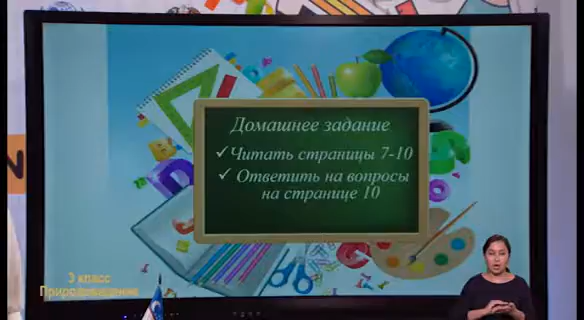 Домашнее задание
✓ Читать страницы 7-10
✓ Ответить на вопросы
на странице 10
3 класс
Природоведение